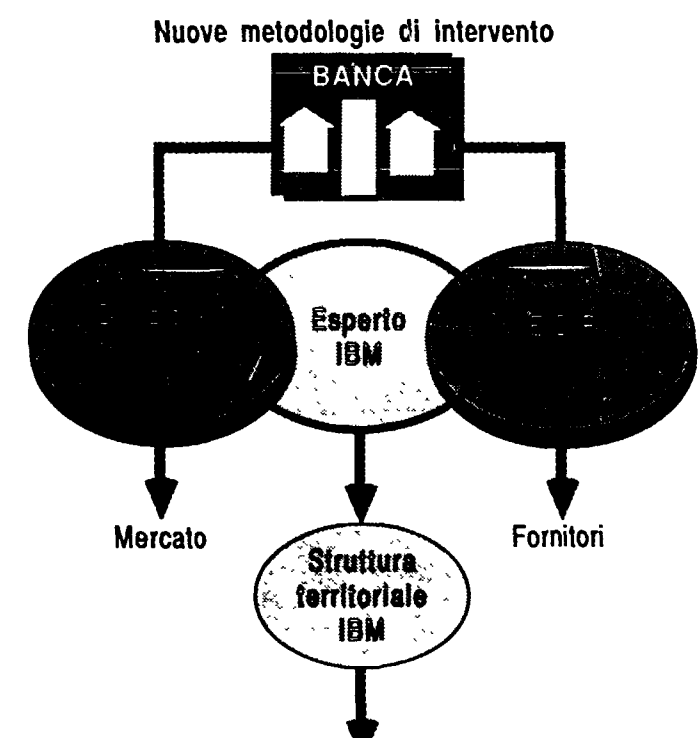 Nuove metodologie di intervento
BANCA
Esperto
IBM
Mercato
Fornitori
Struttura
territoriale
IBM